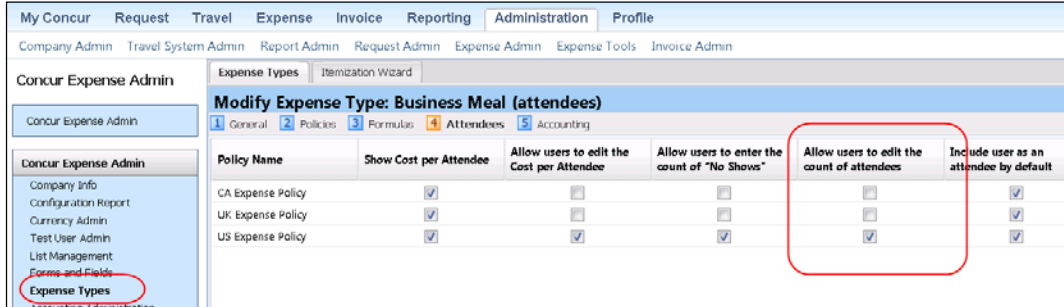 My Concur Request Travel Expense Invoice Reporting Administration Profile
Company Admin Travel System Admin Report Admin Request Admin Expense Admin Expense Tools Invoice Admin
Concur Expense Admin
Concur Expense Admin
Concur Expense Admin
Company Info
Configuration Report
Currency Admin
Test User Admin
List Management
Forms and Fields
Expense Types
Accounting Administration
Expense Types Itemization Wizard
Modify Expense Type: Business Meal (attendees)
1 General 2 Policies 3 Formulas 4 Attendees 5 Accounting
Policy Name Show Cost per Attendee Allow users to edit the Cost per Attendee Allow users to enter the count of "No Shows" Allow users to edit the count of attendees Include user as an attendee by default
CA Expense Policy
UK Expense Policy
US Expense Policy